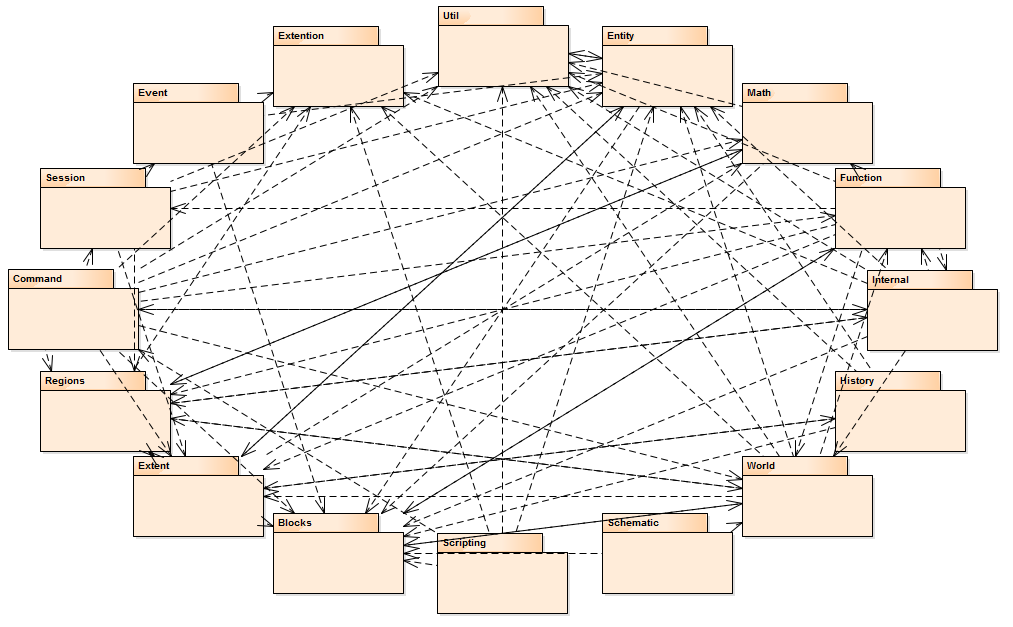 Util
Extention
Entity
Event
Math
Session
Function
Command
Internal
Regions
History
Extent
World
Blocks
Schematic
Scripting